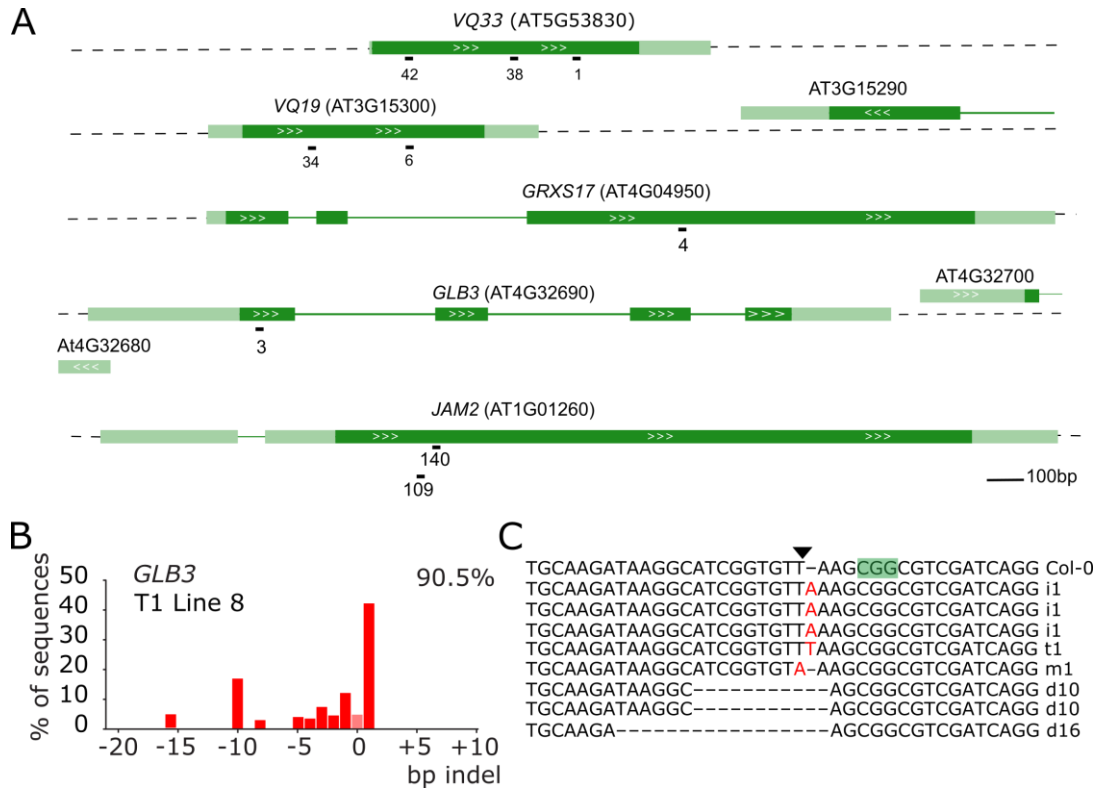 A
VQ33 (AT5G53830)
>>> >>>
42 38 1
AT3G15290
VQ19 (AT3G15300)
<<<
>>> >>>
34 6
GRXS17 (AT4G04950)
>>> >>> >>>
4
AT4G32700
GLB3 (AT4G32690)
>>>
>>> >>> >>> >>>
At4G32680
3
<<<
JAM2 (AT1G01260)
>>> >>> >>>
140
109
100bp
B
GLB3
T1 Line 8
90.5%
% of sequences
50
40
30
20
10
0
-20 -15 -10 -5 0 +5 +10
bp indel
C
TGCAAGATAAGGCATCGGTGTT-AAGCGGCGTCGATCAGG Col-0
TGCAAGATAAGGCATCGGTGTTAAAGCGGCGTCGATCAGG i1
TGCAAGATAAGGCATCGGTGTTAAAGCGGCGTCGATCAGG i1
TGCAAGATAAGGCATCGGTGTTAAAGCGGCGTCGATCAGG i1
TGCAAGATAAGGCATCGGTGTTTAAGCGGCGTCGATCAGG t1
TGCAAGATAAGGCATCGGTGTA-AAGCGGCGTCGATCAGG m1
TGCAAGATAAGGC-----------AGCGGCGTCGATCAGG d10
TGCAAGATAAGGC-----------AGCGGCGTCGATCAGG d10
TGCAAGA-----------------AGCGGCGTCGATCAGG d16